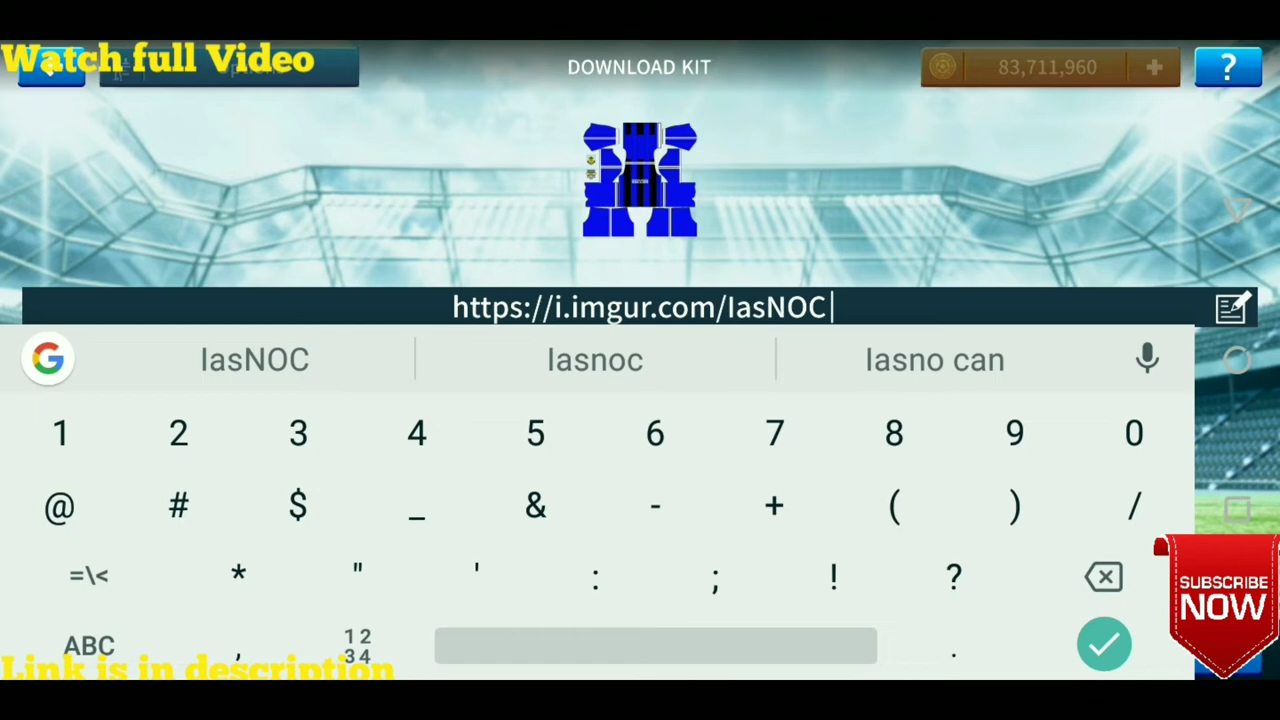 Watch full Video
DOWNLOAD KIT
83,711,960 +
?
https://i.imgur.com/IasNOC
G IasNOC Iasnoc Iasno can
1 2 3 4 5 6 7 8 9 0
@ # $ _ & - + ( ) /
=\< * " ' : ; ! ?
ABC , 12 34 .
SUBSCRIBE
NOW
Link is in description